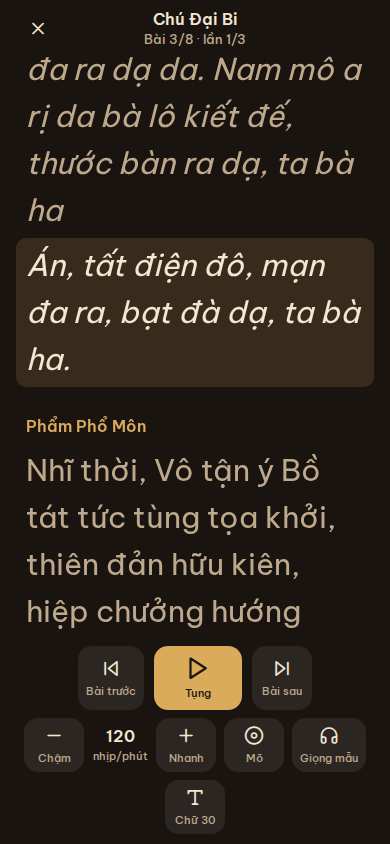 Chú Đại Bi
Bài 3/8 · lần 1/3
đa ra dạ da. Nam mô a
rị da bà lô kiết đế,
thước bàn ra dạ, ta bà
ha
Án, tất điện đô, mạn
đa ra, bạt đà dạ, ta bà
ha.
Phẩm Phổ Môn
Nhĩ thời, Vô tận ý Bồ
tát tức tùng tọa khởi,
thiên đản hữu kiên,
hiệp chưởng hướng
Bài trước
Tụng
Bài sau
Chậm
120
nhịp/phút
Nhanh
Mõ
Giọng mẫu
Chữ 30